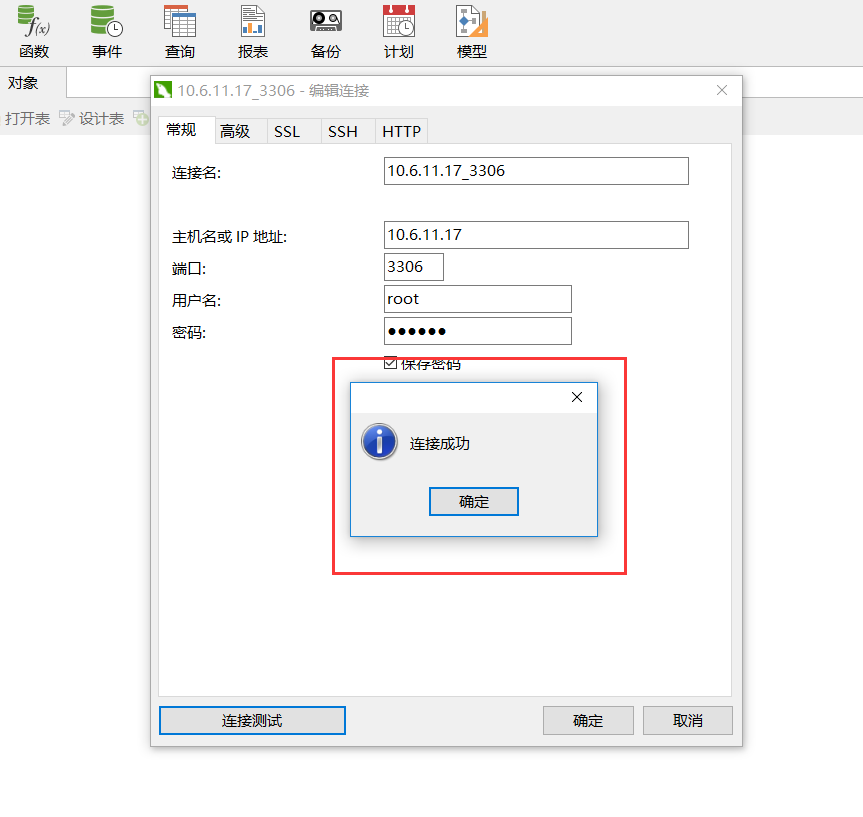 函数 事件 查询 报表 备份 计划 模型
对象
打开表 设计表
10.6.11.17_3306 - 编辑连接
常规 高级 SSL SSH HTTP
连接名: 10.6.11.17_3306
主机名或 IP 地址: 10.6.11.17
端口: 3306
用户名: root
密码: ●●●●●●
保存密码
连接成功
确定
连接测试 确定 取消